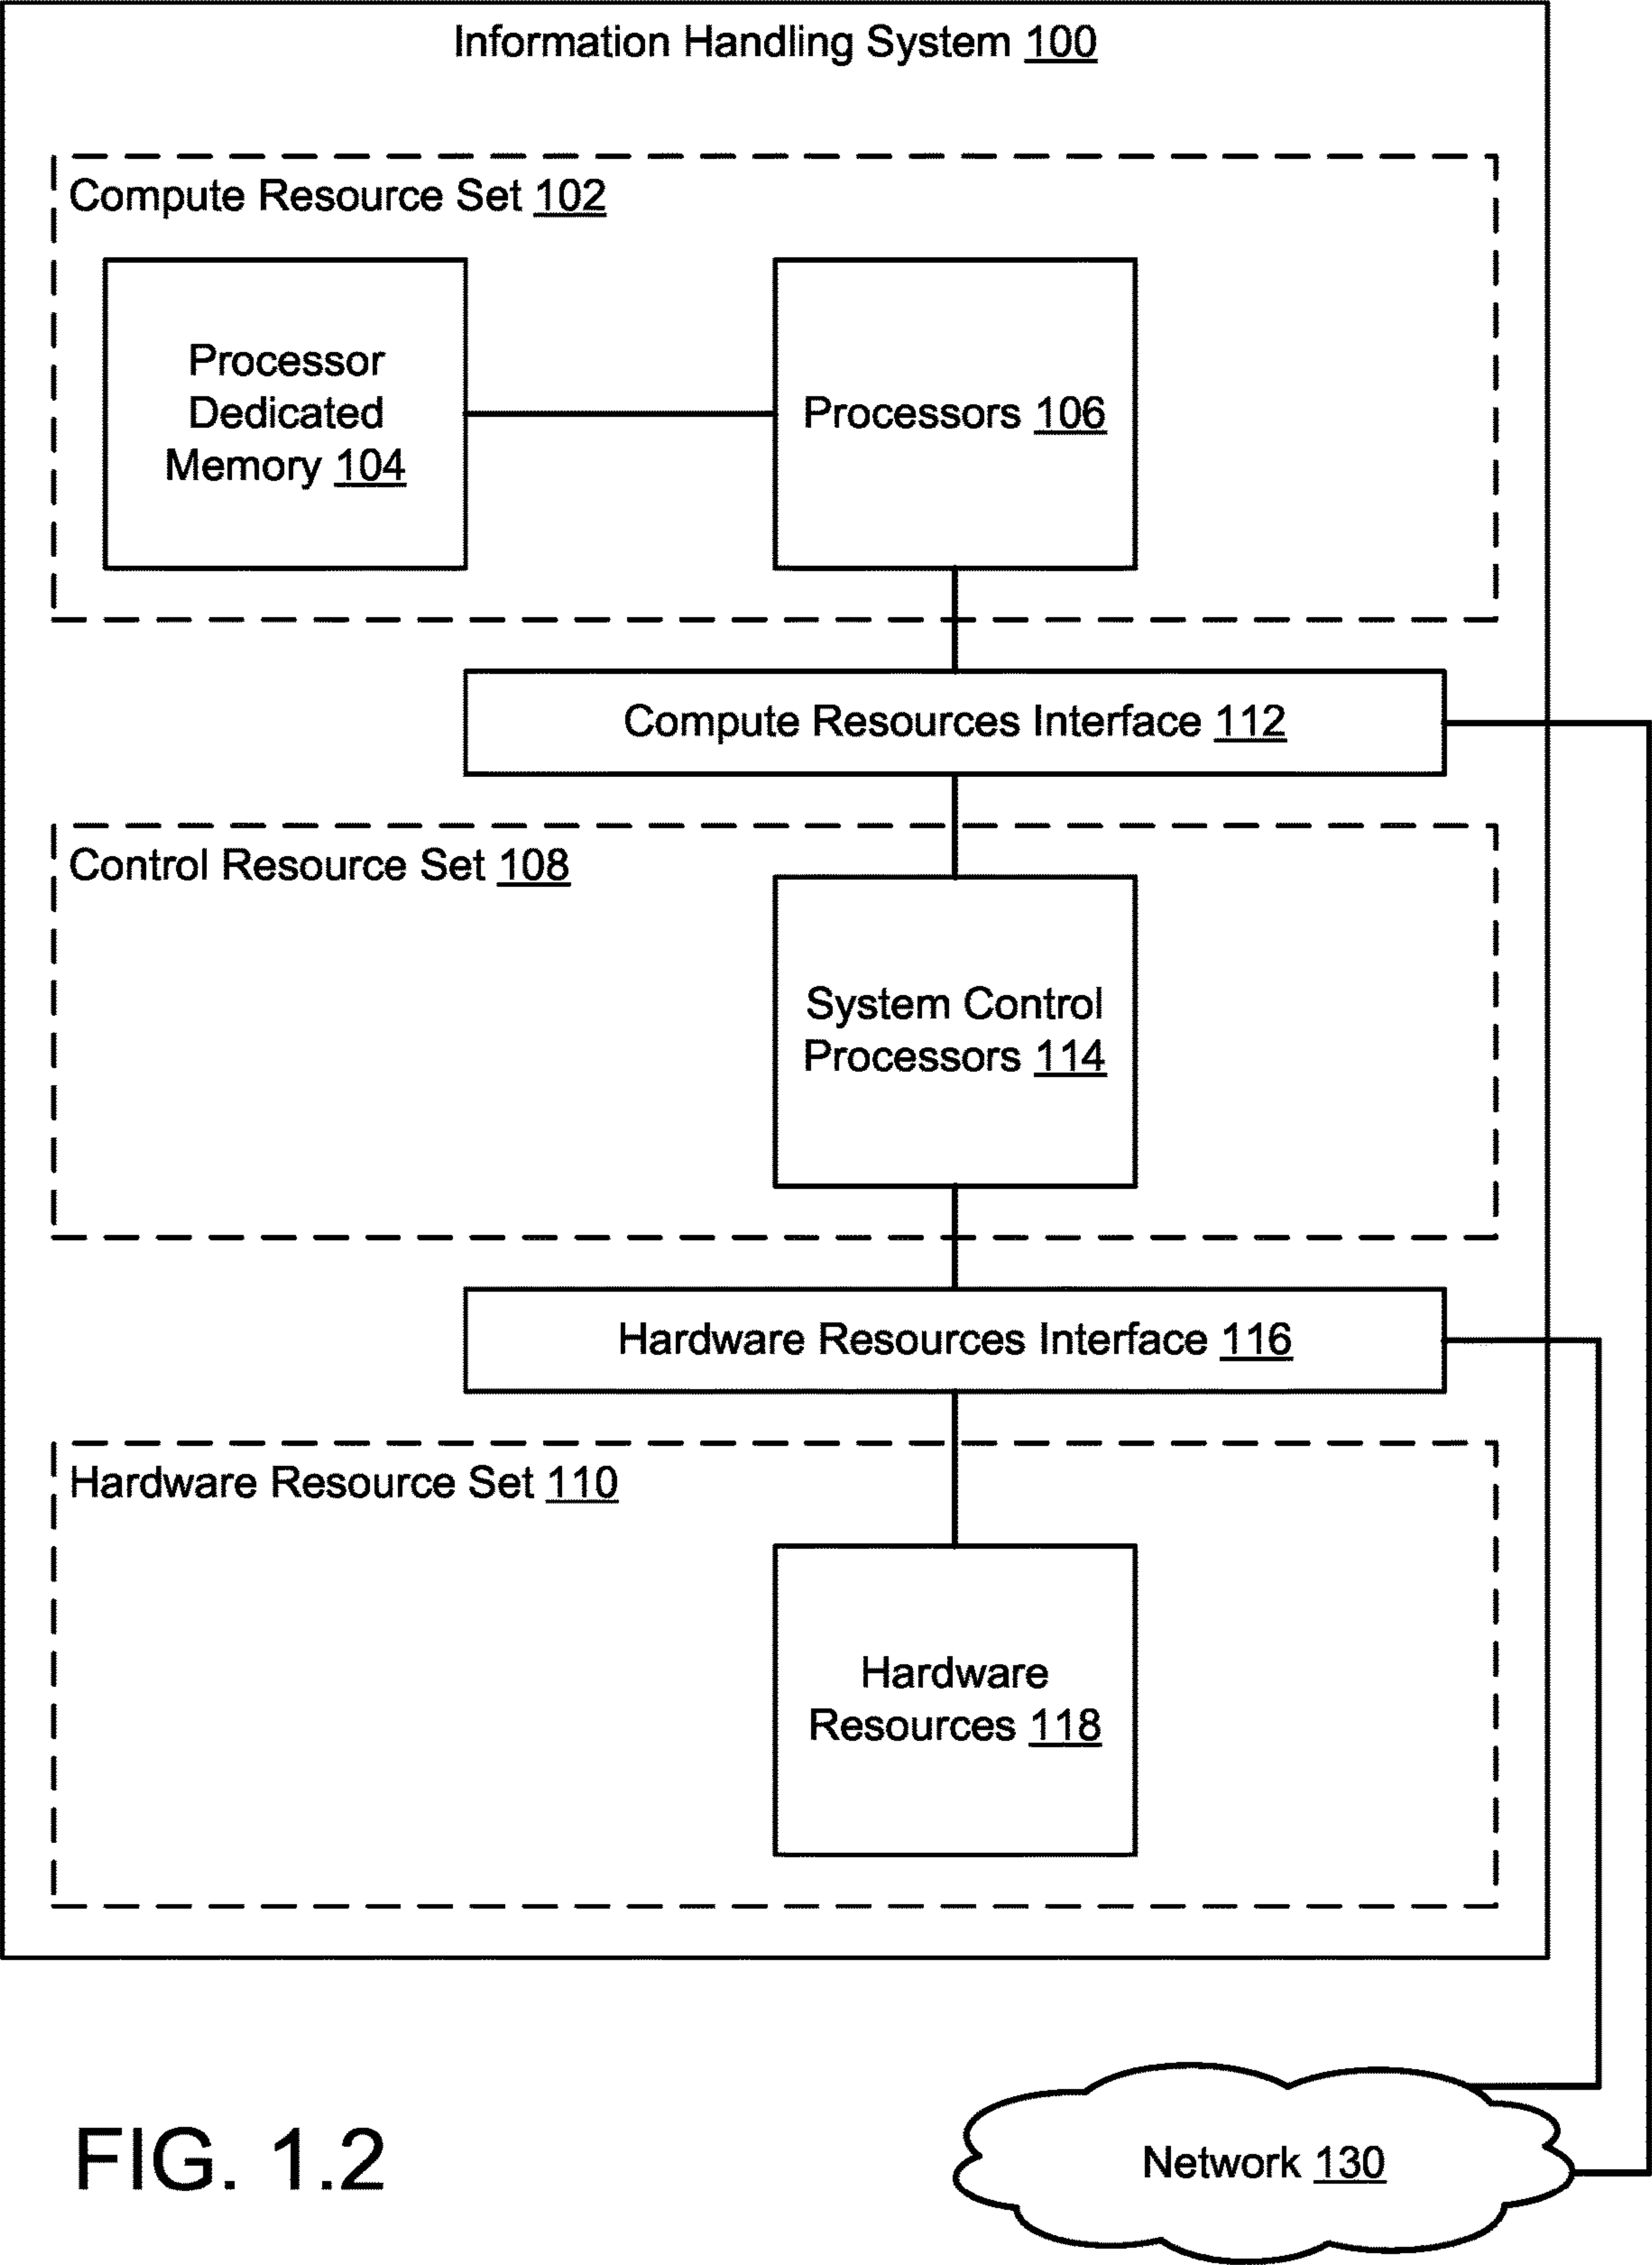 Information Handling System 100
Compute Resource Set 102
Processor
Dedicated
Memory 104
Processors 106
Compute Resources Interface 112
Control Resource Set 108
System Control
Processors 114
Hardware Resources Interface 116
Hardware Resource Set 110
Hardware
Resources 118
Network 130
FIG. 1.2